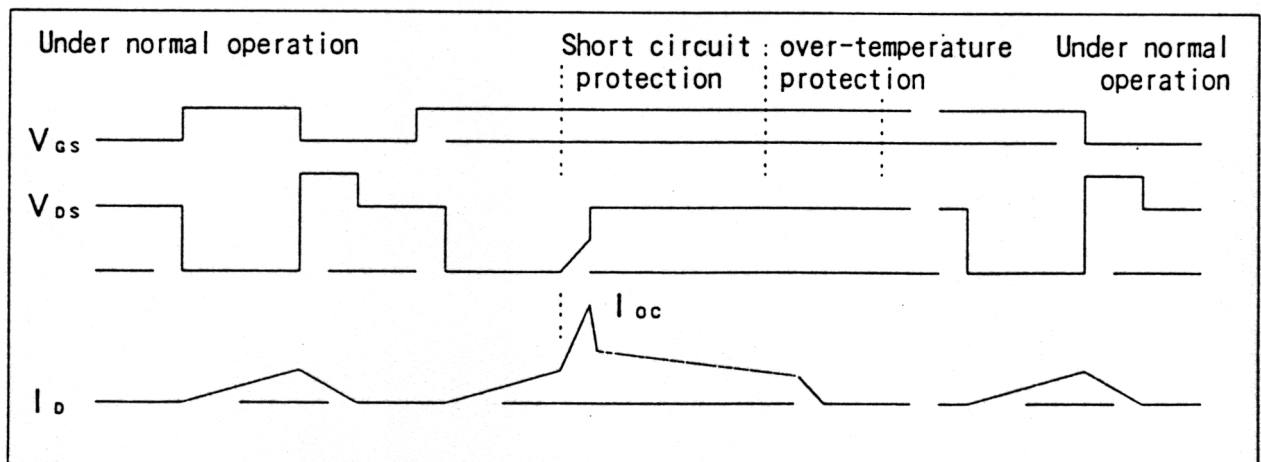 Under normal operation
Short circuit protection
over-temperature protection
Under normal operation
VGS
VDS
IOC
ID